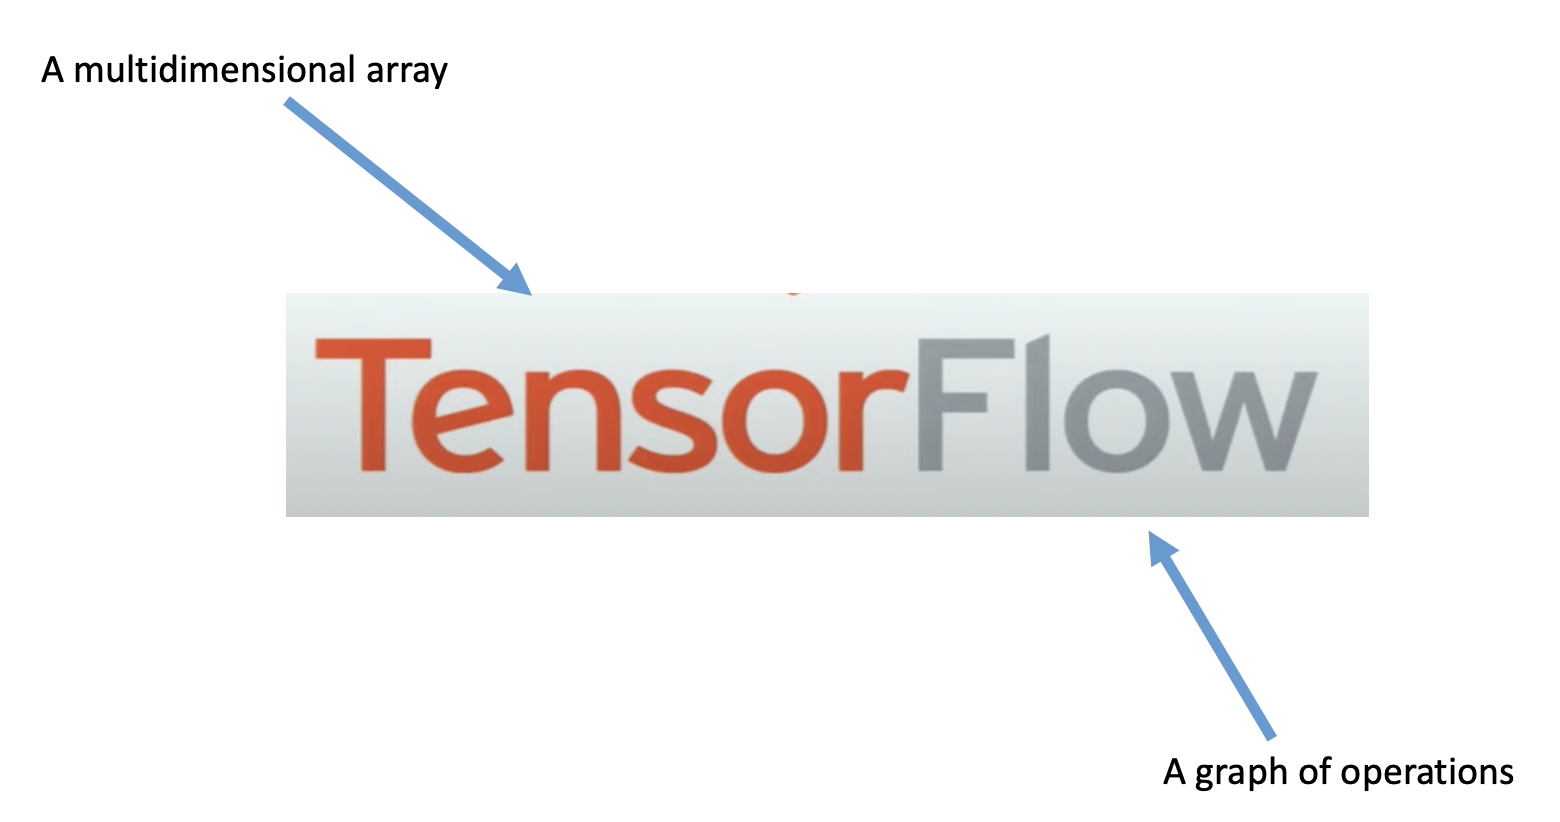 A multidimensional array
TensorFlow
A graph of operations